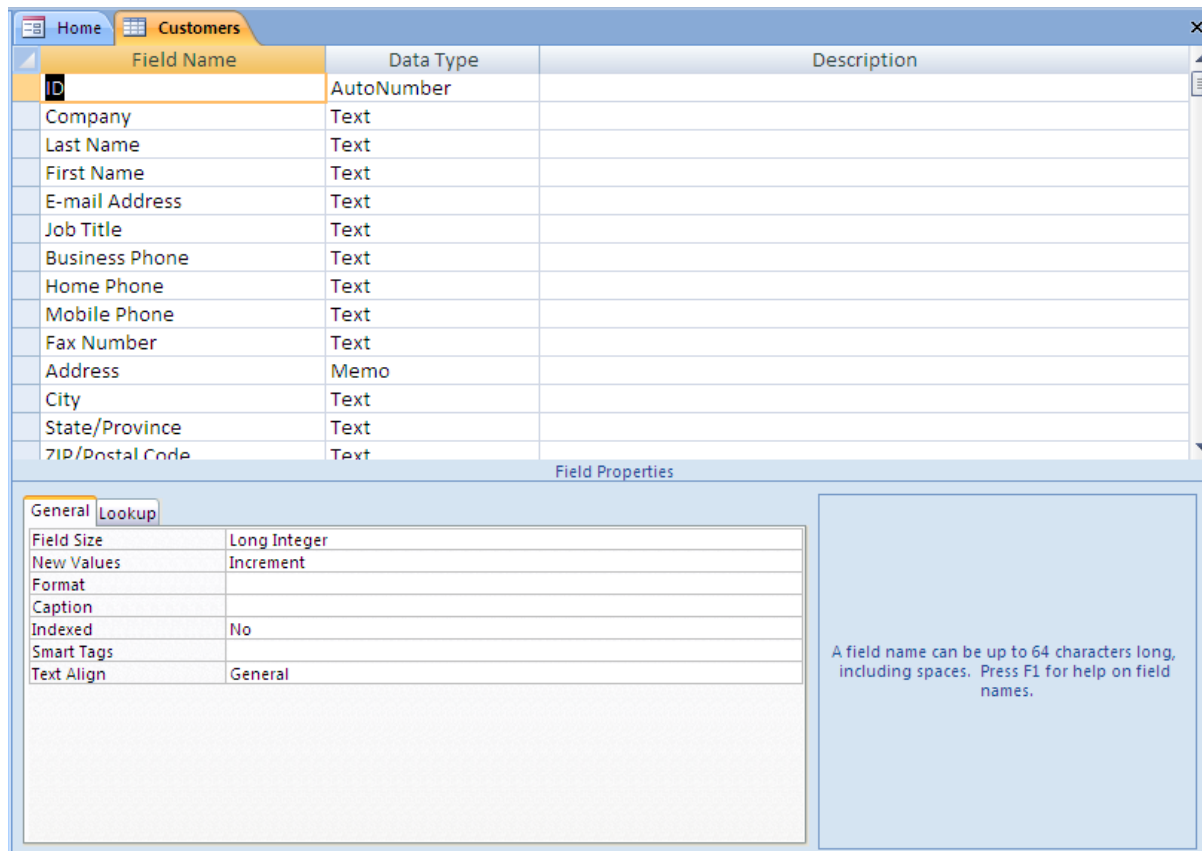 Home Customers
Field Name Data Type Description
ID AutoNumber
Company Text
Last Name Text
First Name Text
E-mail Address Text
Job Title Text
Business Phone Text
Home Phone Text
Mobile Phone Text
Fax Number Text
Address Memo
City Text
State/Province Text
ZIP/Postal Code Text
Field Properties
General Lookup
Field Size Long Integer
New Values Increment
Format
Caption
Indexed No
Smart Tags
Text Align General
A field name can be up to 64 characters long,
including spaces. Press F1 for help on field
names.